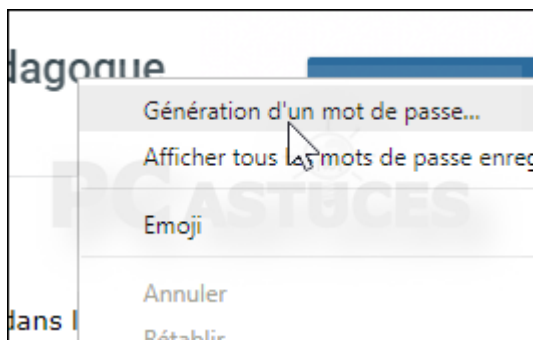 dagogue
Génération d'un mot de passe...
Afficher tous les mots de passe enreg
PC ASTUCES
Emoji
Annuler
dans l
Rétablir